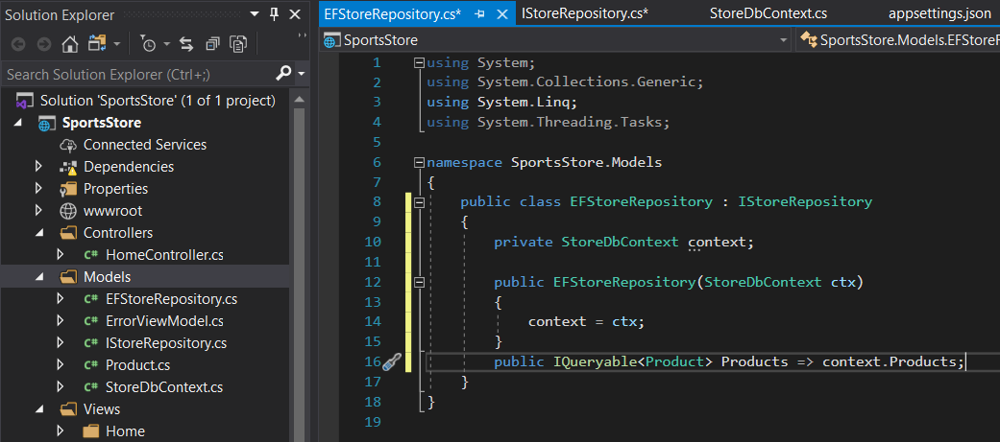 Solution Explorer
Search Solution Explorer (Ctrl+;)
Solution 'SportsStore' (1 of 1 project)
SportsStore
Connected Services
Dependencies
Properties
wwwroot
Controllers
C# HomeController.cs
Models
C# EFStoreRepository.cs
C# ErrorViewModel.cs
C# IStoreRepository.cs
C# Product.cs
C# StoreDbContext.cs
Views
Home
EFStoreRepository.cs* IStoreRepository.cs* StoreDbContext.cs appsettings.json
SportsStore SportsStore.Models.EFStoreR
1 using System;
2 using System.Collections.Generic;
3 using System.Linq;
4 using System.Threading.Tasks;
5
6 namespace SportsStore.Models
7 {
8 public class EFStoreRepository : IStoreRepository
9 {
10 private StoreDbContext context;
11
12 public EFStoreRepository(StoreDbContext ctx)
13 {
14 context = ctx;
15 }
16 public IQueryable<Product> Products => context.Products;
17 }
18 }
19